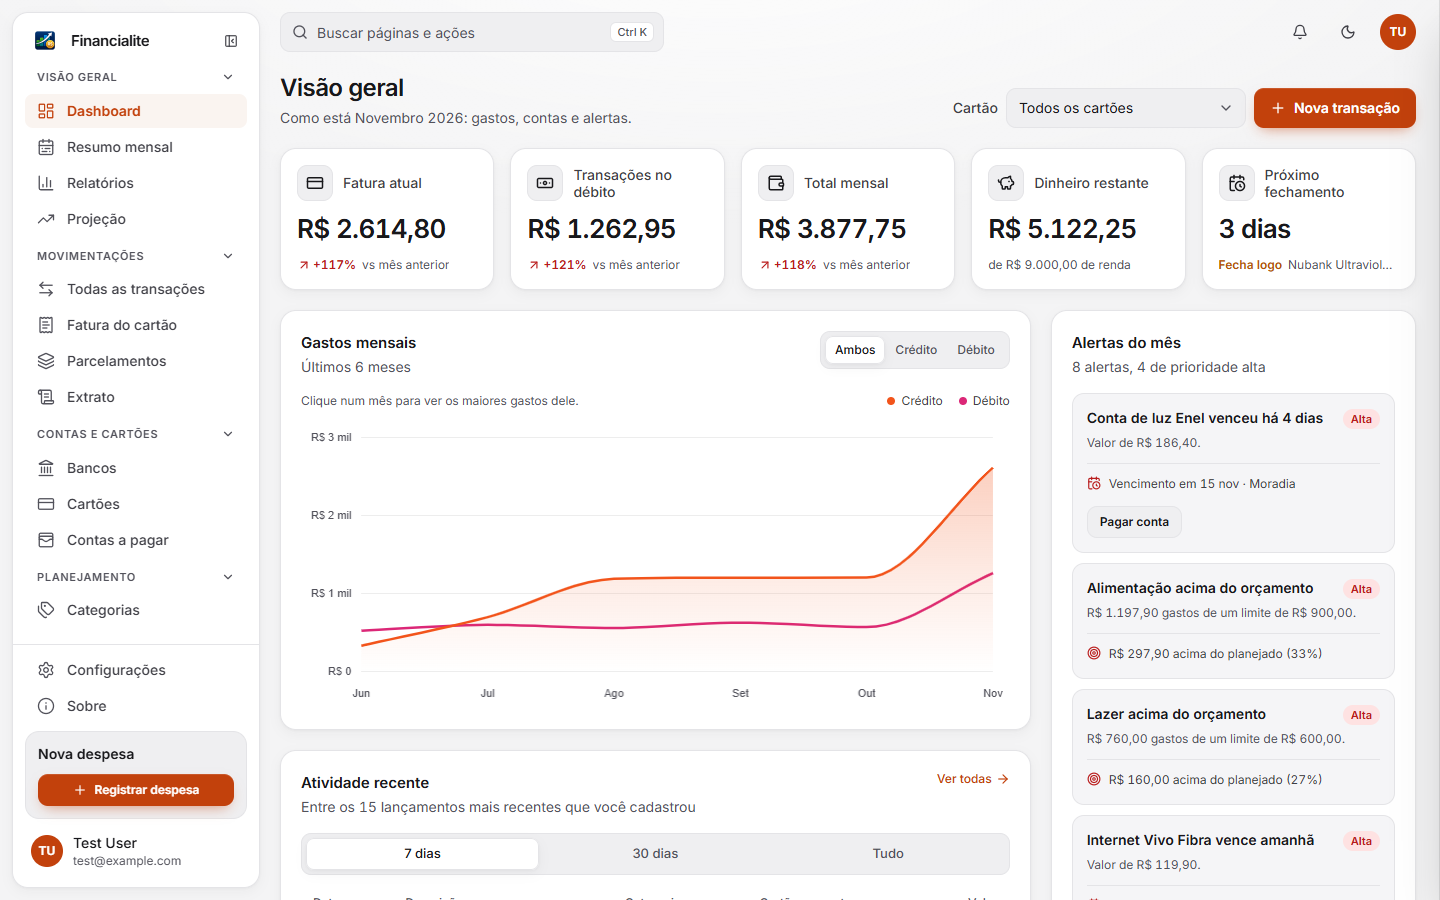 Financialite
VISÃO GERAL
Dashboard
Resumo mensal
Relatórios
Projeção
MOVIMENTAÇÕES
Todas as transações
Fatura do cartão
Parcelamentos
Extrato
CONTAS E CARTÕES
Bancos
Cartões
Contas a pagar
PLANEJAMENTO
Categorias
Configurações
Sobre
Nova despesa
Registrar despesa
TU
Test User
test@example.com
Buscar páginas e ações
Ctrl K
TU
Visão geral
Como está Novembro 2026: gastos, contas e alertas.
Cartão
Todos os cartões
Nova transação
Fatura atual
R$ 2.614,80
+117% vs mês anterior
Transações no
débito
R$ 1.262,95
+121% vs mês anterior
Total mensal
R$ 3.877,75
+118% vs mês anterior
Dinheiro restante
R$ 5.122,25
de R$ 9.000,00 de renda
Próximo
fechamento
3 dias
Fecha logo Nubank Ultraviol...
Gastos mensais
Últimos 6 meses
Ambos
Crédito
Débito
Clique num mês para ver os maiores gastos dele.
Crédito
Débito
R$ 3 mil
R$ 2 mil
R$ 1 mil
R$ 0
Jun
Jul
Ago
Set
Out
Nov
Atividade recente
Ver todas
Entre os 15 lançamentos mais recentes que você cadastrou
7 dias
30 dias
Tudo
Alertas do mês
8 alertas, 4 de prioridade alta
Conta de luz Enel venceu há 4 dias
Alta
Valor de R$ 186,40.
Vencimento em 15 nov · Moradia
Pagar conta
Alimentação acima do orçamento
Alta
R$ 1.197,90 gastos de um limite de R$ 900,00.
R$ 297,90 acima do planejado (33%)
Lazer acima do orçamento
Alta
R$ 760,00 gastos de um limite de R$ 600,00.
R$ 160,00 acima do planejado (27%)
Internet Vivo Fibra vence amanhã
Alta
Valor de R$ 119,90.